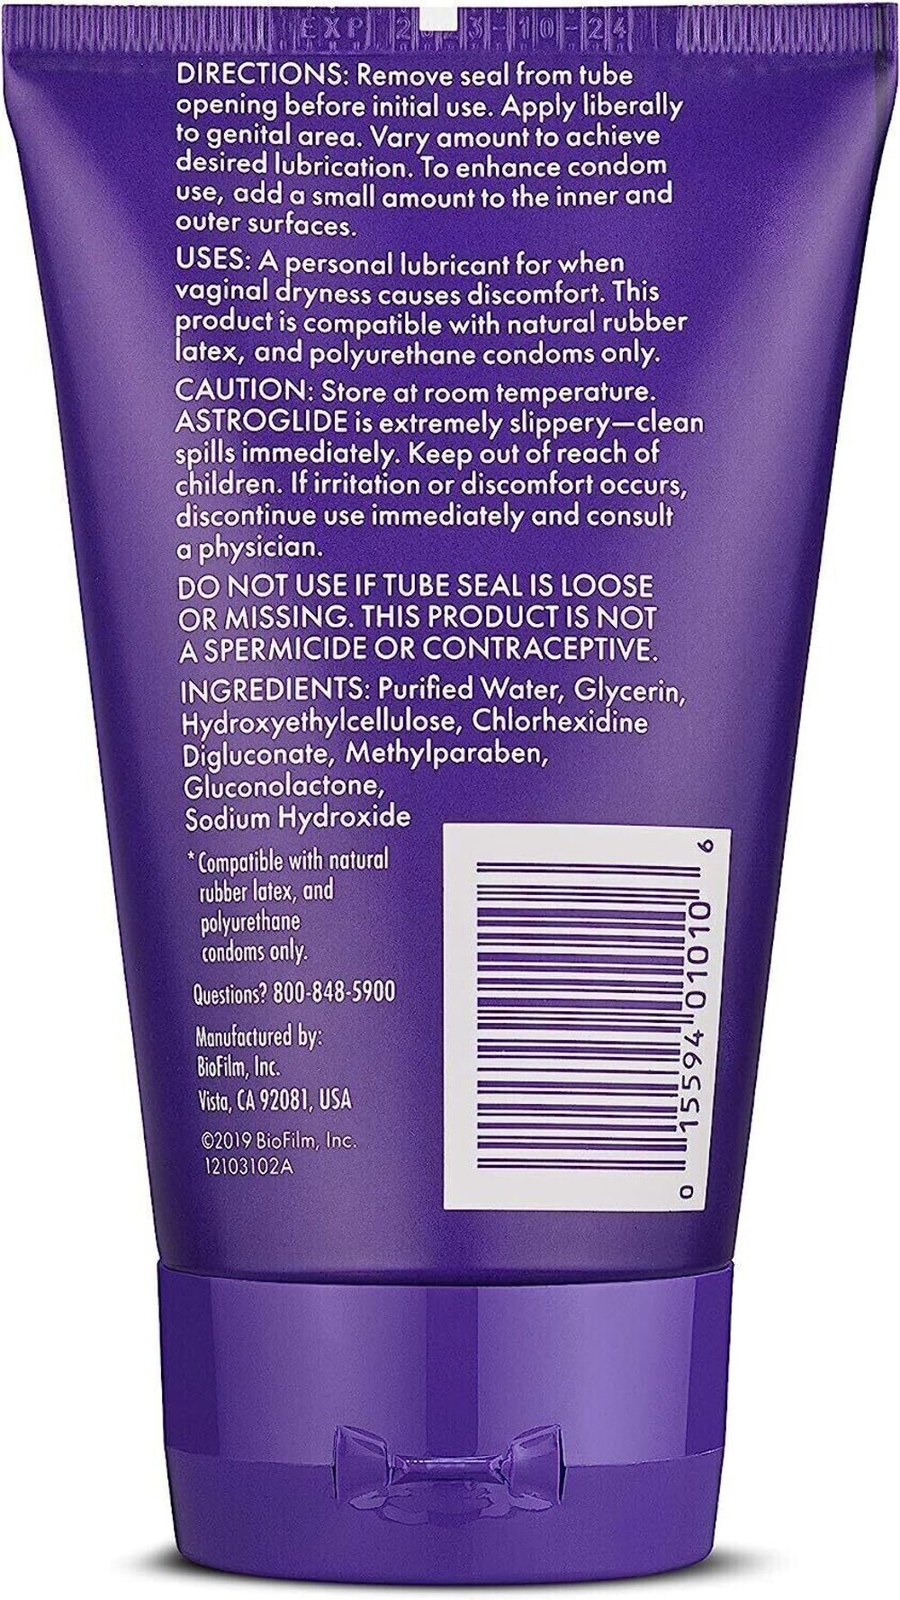 EXP 2 3-10-24
DIRECTIONS: Remove seal from tube
opening before initial use. Apply liberally
to genital area. Vary amount to achieve
desired lubrication. To enhance condom
use, add a small amount to the inner and
outer surfaces.
USES: A personal lubricant for when
vaginal dryness causes discomfort. This
product is compatible with natural rubber
latex, and polyurethane condoms only.
CAUTION: Store at room temperature.
ASTROGLIDE is extremely slippery—clean
spills immediately. Keep out of reach of
children. If irritation or discomfort occurs,
discontinue use immediately and consult
a physician.
DO NOT USE IF TUBE SEAL IS LOOSE
OR MISSING. THIS PRODUCT IS NOT
A SPERMICIDE OR CONTRACEPTIVE.
INGREDIENTS: Purified Water, Glycerin,
Hydroxyethylcellulose, Chlorhexidine
Digluconate, Methylparaben,
Gluconolactone,
Sodium Hydroxide
*Compatible with natural
rubber latex, and
polyurethane
condoms only.
Questions? 800-848-5900
Manufactured by:
BioFilm, Inc.
Vista, CA 92081, USA
©2019 BioFilm, Inc.
12103102A
0 15594 01010 6